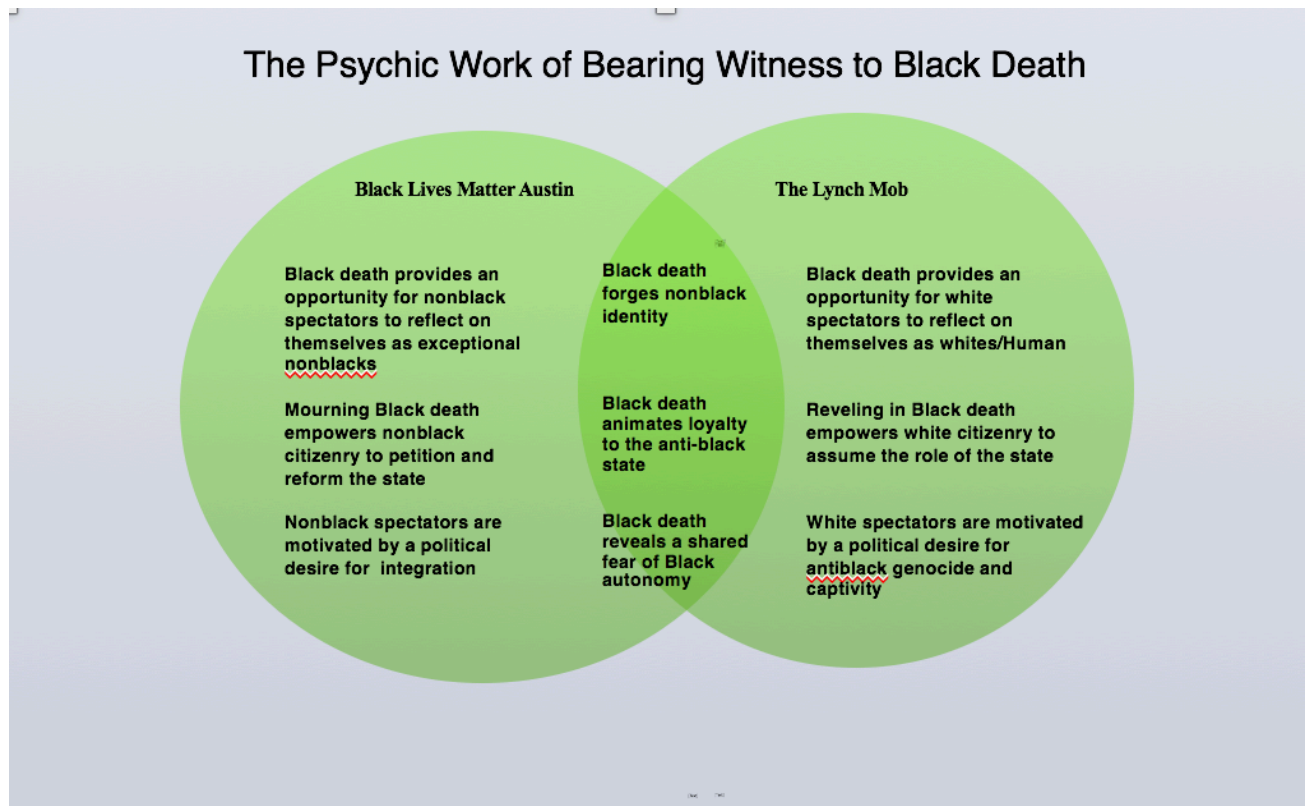 The Psychic Work of Bearing Witness to Black Death
Black Lives Matter Austin
Black death provides an
opportunity for nonblack
spectators to reflect on
themselves as exceptional
nonblacks
Mourning Black death
empowers nonblack
citizenry to petition and
reform the state
Nonblack spectators are
motivated by a political
desire for  integration
Black death
forges nonblack
identity
Black death
animates loyalty
to the anti-black
state
Black death
reveals a shared
fear of Black
autonomy
The Lynch Mob
Black death provides an
opportunity for white
spectators to reflect on
themselves as whites/Human
Reveling in Black death
empowers white citizenry to
assume the role of the state
White spectators are motivated
by a political desire for
antiblack genocide and
captivity